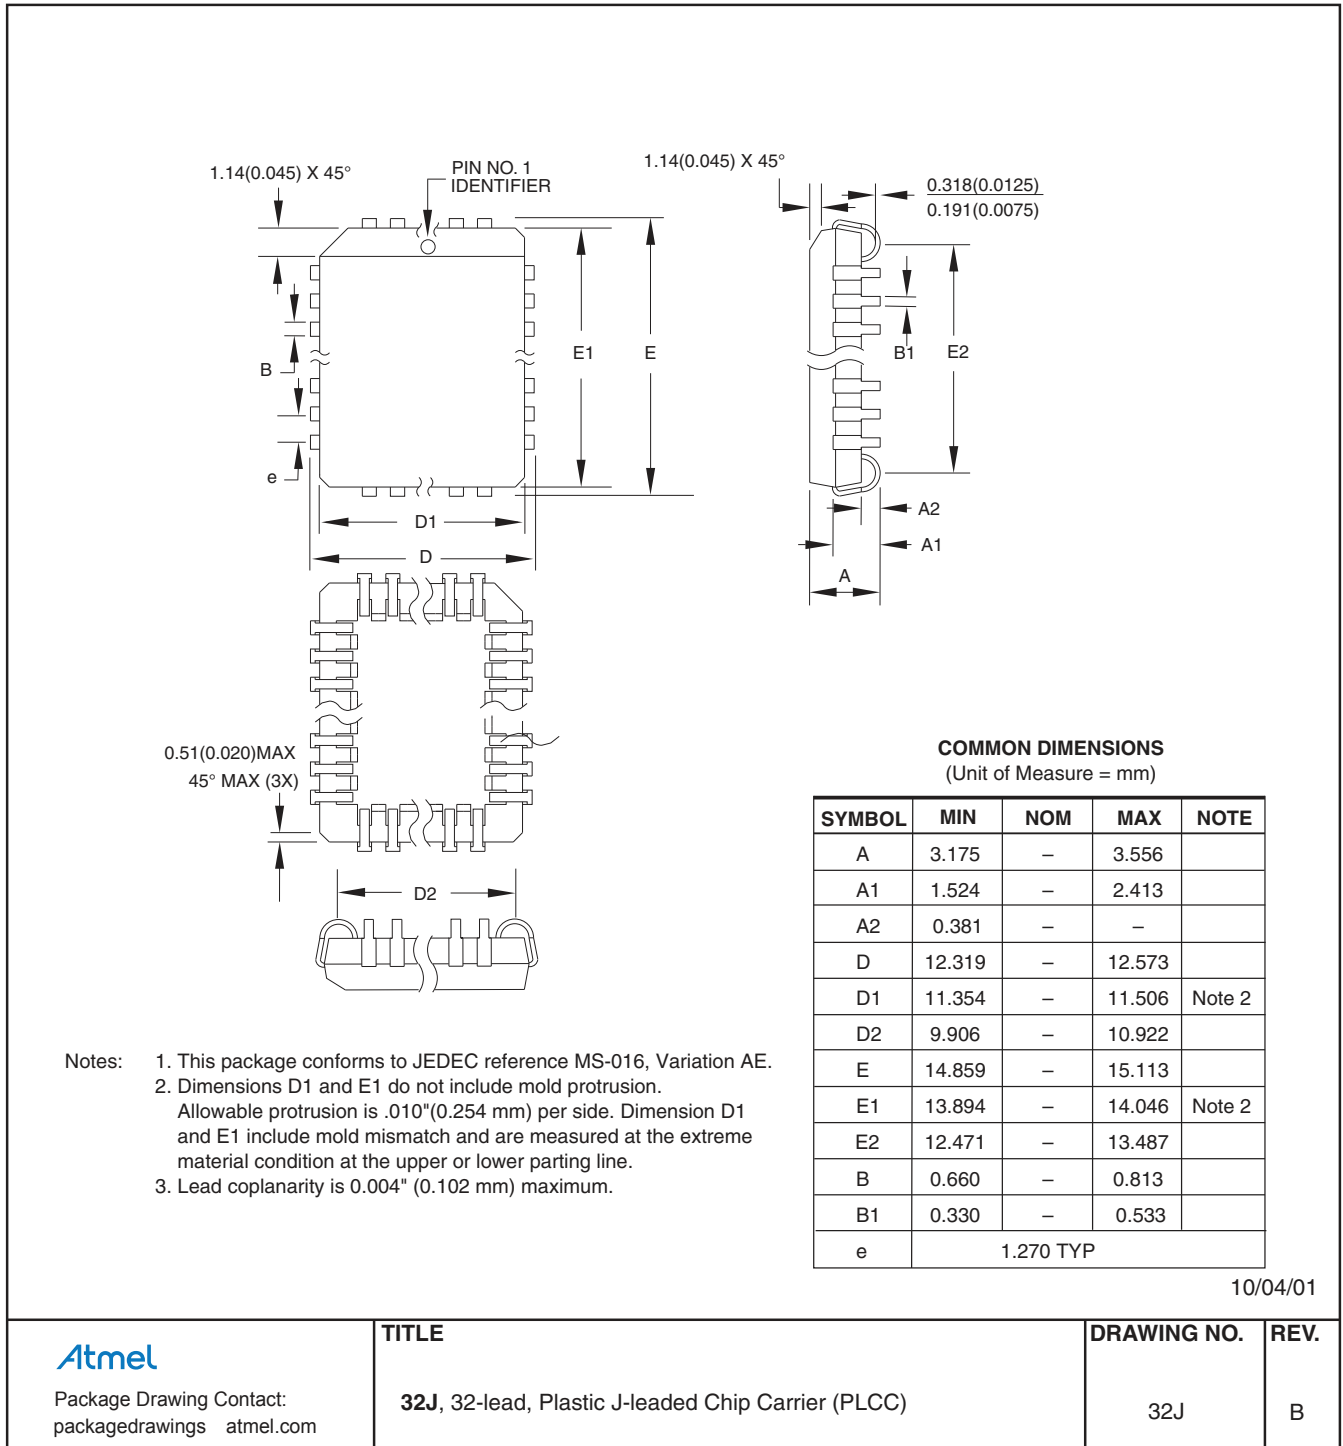 1.14(0.045) X 45°
PIN NO. 1
IDENTIFIER
1.14(0.045) X 45°
0.318(0.0125)
0.191(0.0075)
B
e
E1
E
B1
E2
D1
D
A2
A1
A
0.51(0.020)MAX
45° MAX (3X)
D2
COMMON DIMENSIONS
(Unit of Measure = mm)
SYMBOL MIN NOM MAX NOTE
A 3.175 – 3.556
A1 1.524 – 2.413
A2 0.381 – –
D 12.319 – 12.573
D1 11.354 – 11.506 Note 2
D2 9.906 – 10.922
E 14.859 – 15.113
E1 13.894 – 14.046 Note 2
E2 12.471 – 13.487
B 0.660 – 0.813
B1 0.330 – 0.533
e 1.270 TYP
Notes: 1. This package conforms to JEDEC reference MS-016, Variation AE.
2. Dimensions D1 and E1 do not include mold protrusion.
Allowable protrusion is .010"(0.254 mm) per side. Dimension D1
and E1 include mold mismatch and are measured at the extreme
material condition at the upper or lower parting line.
3. Lead coplanarity is 0.004" (0.102 mm) maximum.
10/04/01
Atmel
Package Drawing Contact:
packagedrawings atmel.com
TITLE
32J, 32-lead, Plastic J-leaded Chip Carrier (PLCC)
DRAWING NO.
32J
REV.
B